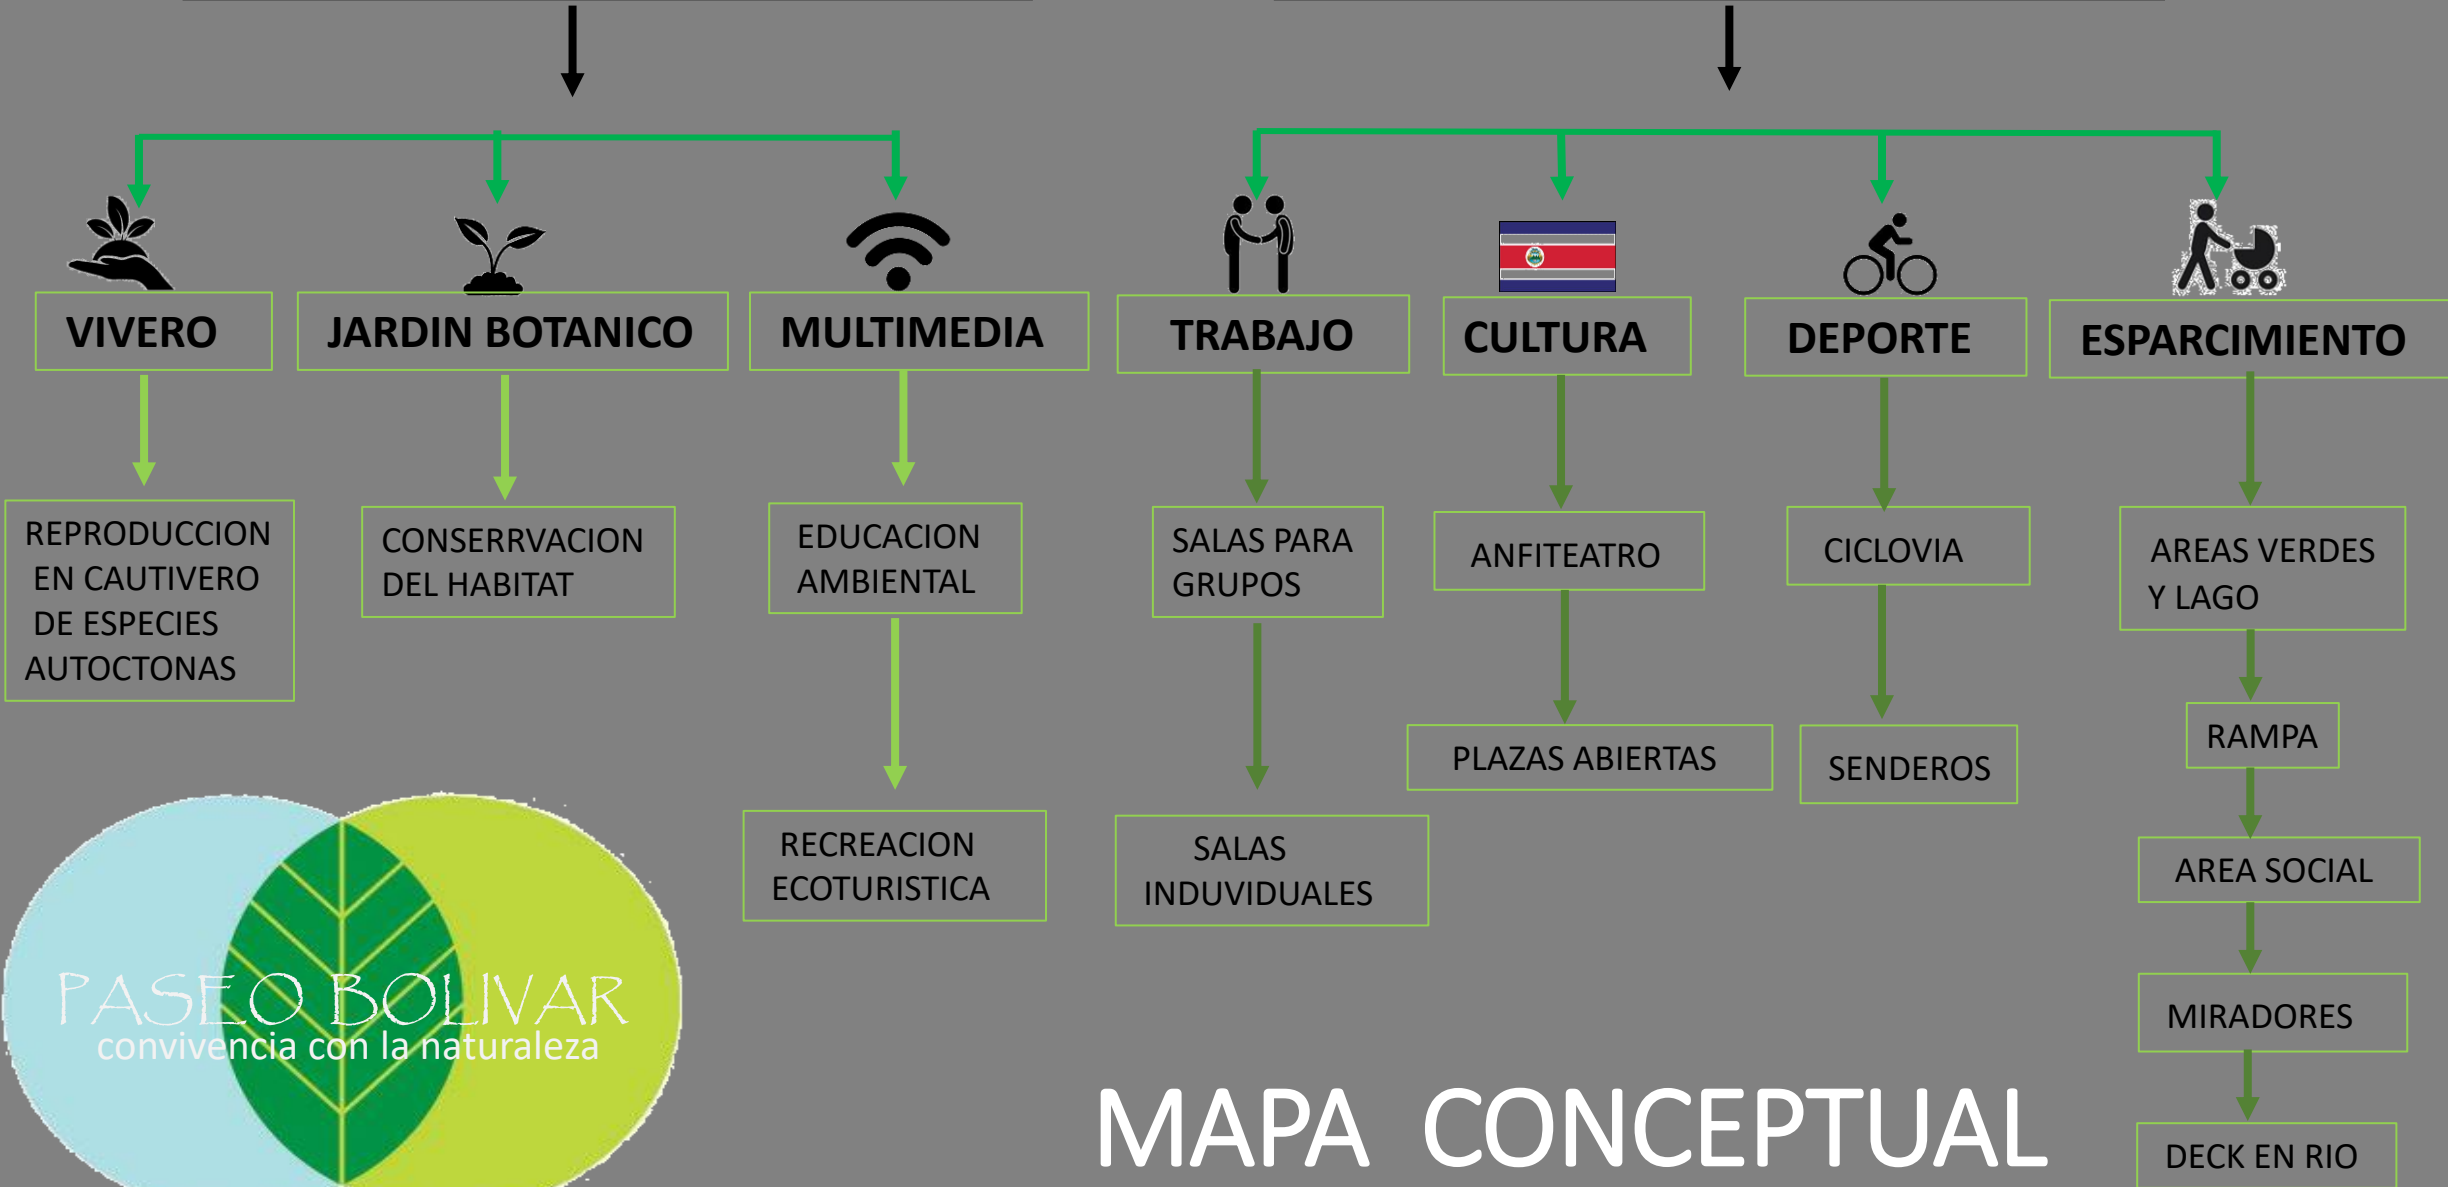 VIVERO
JARDIN BOTANICO
MULTIMEDIA
TRABAJO
CULTURA
DEPORTE
ESPARCIMIENTO
REPRODUCCION
EN CAUTIVERO
DE ESPECIES
AUTOCTONAS
CONSERRVACION
DEL HABITAT
EDUCACION
AMBIENTAL
SALAS PARA
GRUPOS
ANFITEATRO
CICLOVIA
AREAS VERDES
Y LAGO
RECREACION
ECOTURISTICA
SALAS
INDUVIDUALES
PLAZAS ABIERTAS
SENDEROS
RAMPA
AREA SOCIAL
MIRADORES
DECK EN RIO
PASEO BOLIVAR
convivencia con la naturaleza
MAPA CONCEPTUAL